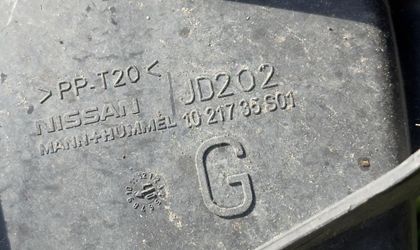 >PP-T20< JD202
NISSAN
MANN+HUMMEL 10 217 35 S01
G